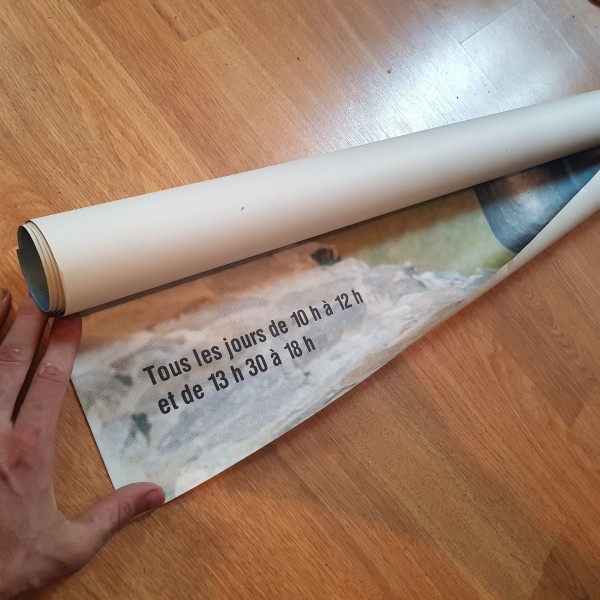 Tous les jours de 10 h à 12 h
et de 13 h 30 à 18 h